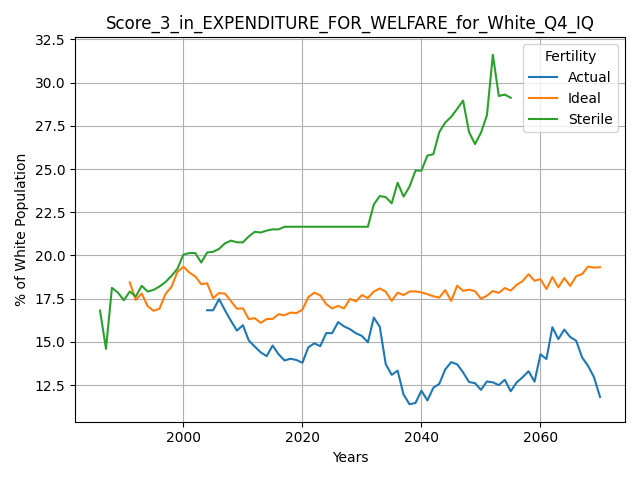 Score_3_in_EXPENDITURE_FOR_WELFARE_for_White_Q4_IQ
32.5
30.0
27.5
25.0
22.5
20.0
17.5
15.0
12.5
% of White Population
Fertility
Actual
Ideal
Sterile
2000 2020 2040 2060
Years